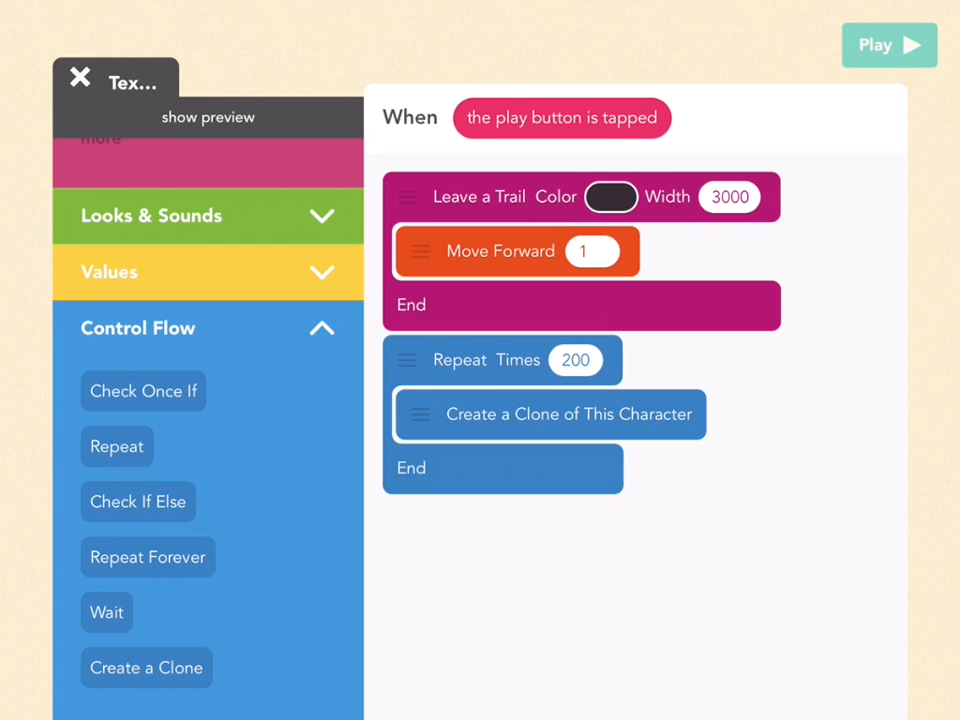 Play
Tex...
show preview
more
Looks & Sounds
Values
Control Flow
Check Once If
Repeat
Check If Else
Repeat Forever
Wait
Create a Clone
When the play button is tapped
Leave a Trail Color Width 3000
Move Forward 1
End
Repeat Times 200
Create a Clone of This Character
End